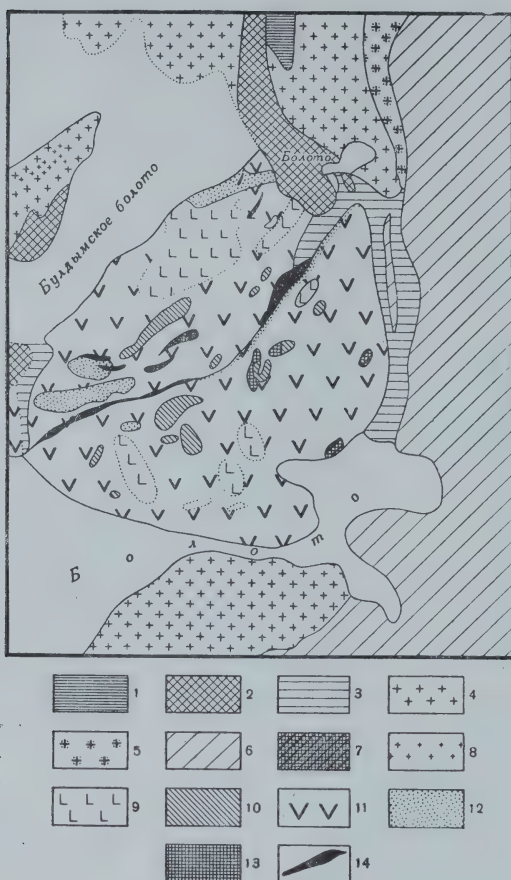 Болото
Булдымское болото
Б о л о т о
1 2 3 4
5 6 7 8
9 10 11 12
13 14